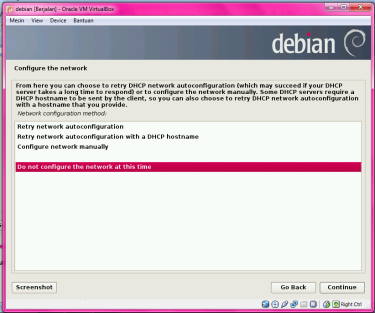 debian [Berjalan] - Oracle VM VirtualBox
Mesin View Device Bantuan
debian
Configure the network
From here you can choose to retry DHCP network autoconfiguration (which may succeed if your DHCP
server takes a long time to respond) or to configure the network manually. Some DHCP servers require a
DHCP hostname to be sent by the client, so you can also choose to retry DHCP network autoconfiguration
with a hostname that you provide.
Network configuration method:
Retry network autoconfiguration
Retry network autoconfiguration with a DHCP hostname
Configure network manually
Do not configure the network at this time
Screenshot Go Back Continue
Right Ctrl